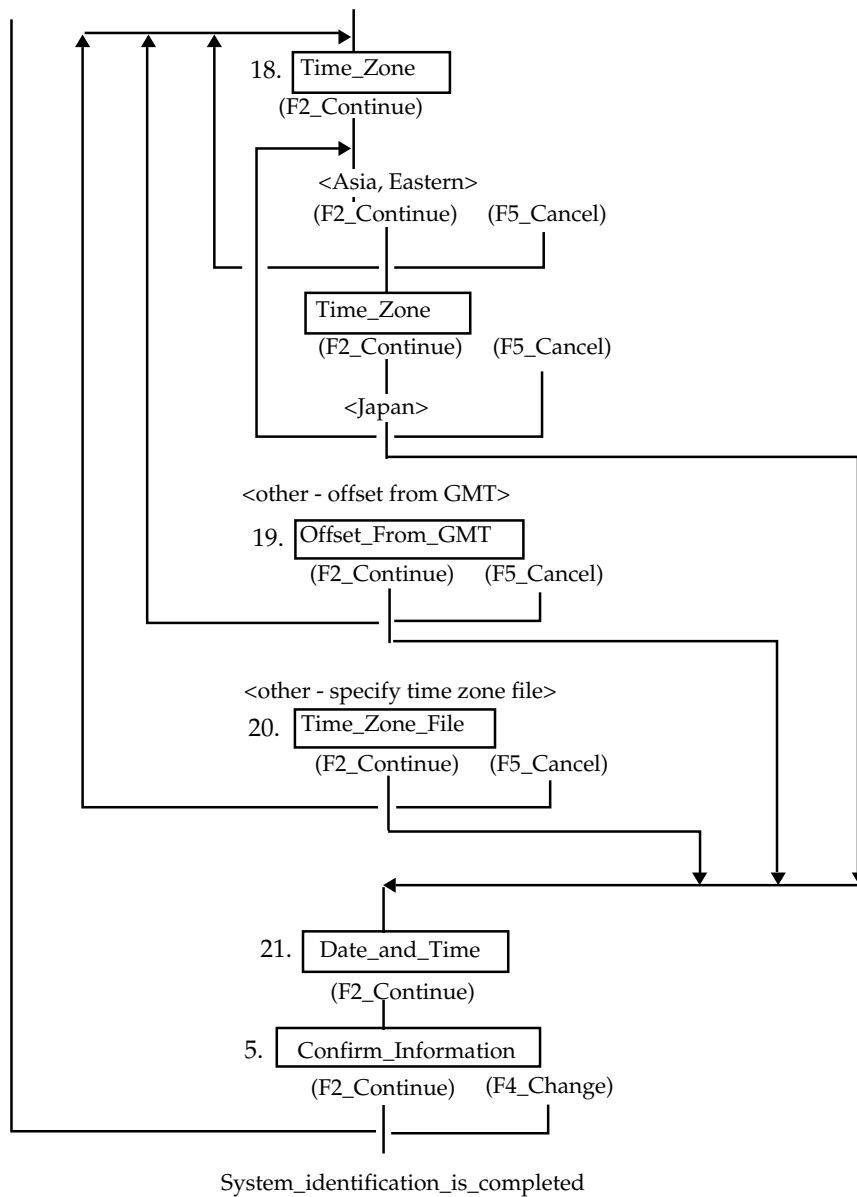 18. Time_Zone
(F2_Continue)
<Asia, Eastern>
(F2_Continue) (F5_Cancel)
Time_Zone
(F2_Continue) (F5_Cancel)
<Japan>
<other - offset from GMT>
19. Offset_From_GMT
(F2_Continue) (F5_Cancel)
<other - specify time zone file>
20. Time_Zone_File
(F2_Continue) (F5_Cancel)
21. Date_and_Time
(F2_Continue)
5. Confirm_Information
(F2_Continue) (F4_Change)
System_identification_is_completed